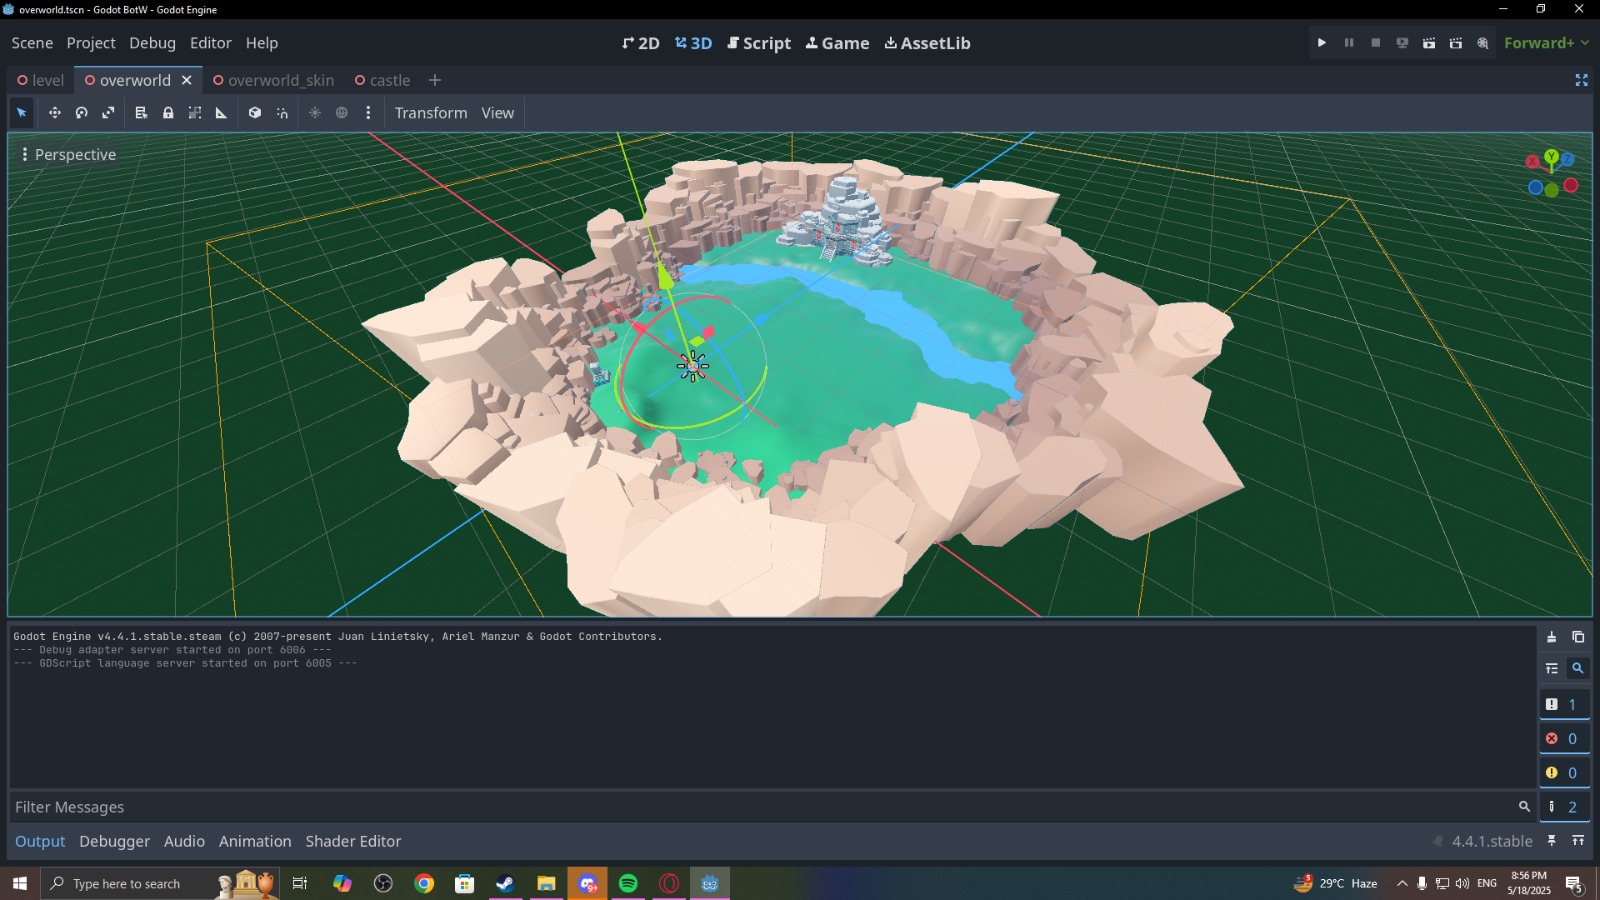 overworld.tscn - Godot BotW - Godot Engine
Scene Project Debug Editor Help
2D 3D Script Game AssetLib
Forward+
level overworld overworld_skin castle
Transform View
Perspective
X Y Z
Godot Engine v4.4.1.stable.steam (c) 2007-present Juan Linietsky, Ariel Manzur & Godot Contributors.
--- Debug adapter server started on port 6006 ---
--- GDScript language server started on port 6005 ---
1
0
0
Filter Messages
2
Output Debugger Audio Animation Shader Editor
4.4.1.stable
Type here to search
9+
5
29°C Haze
ENG
8:56 PM
5/18/2025
5